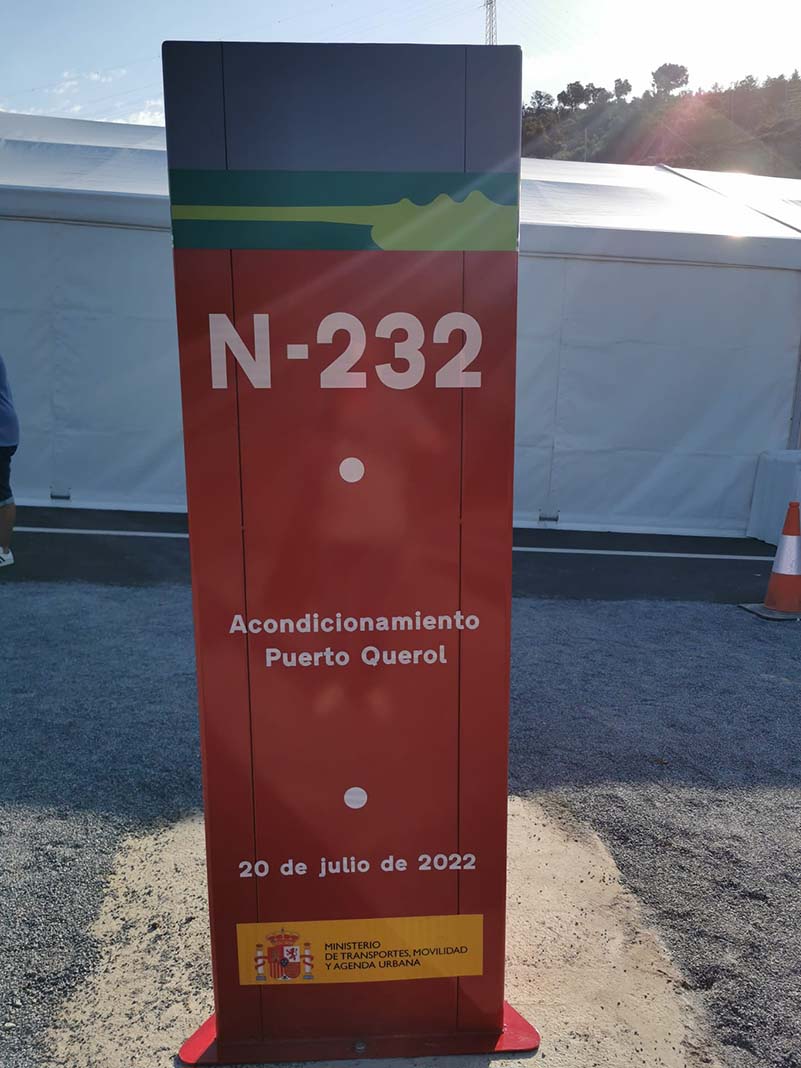 N-232
Acondicionamiento
Puerto Querol
20 de julio de 2022
MINISTERIO
DE TRANSPORTES, MOVILIDAD
Y AGENDA URBANA